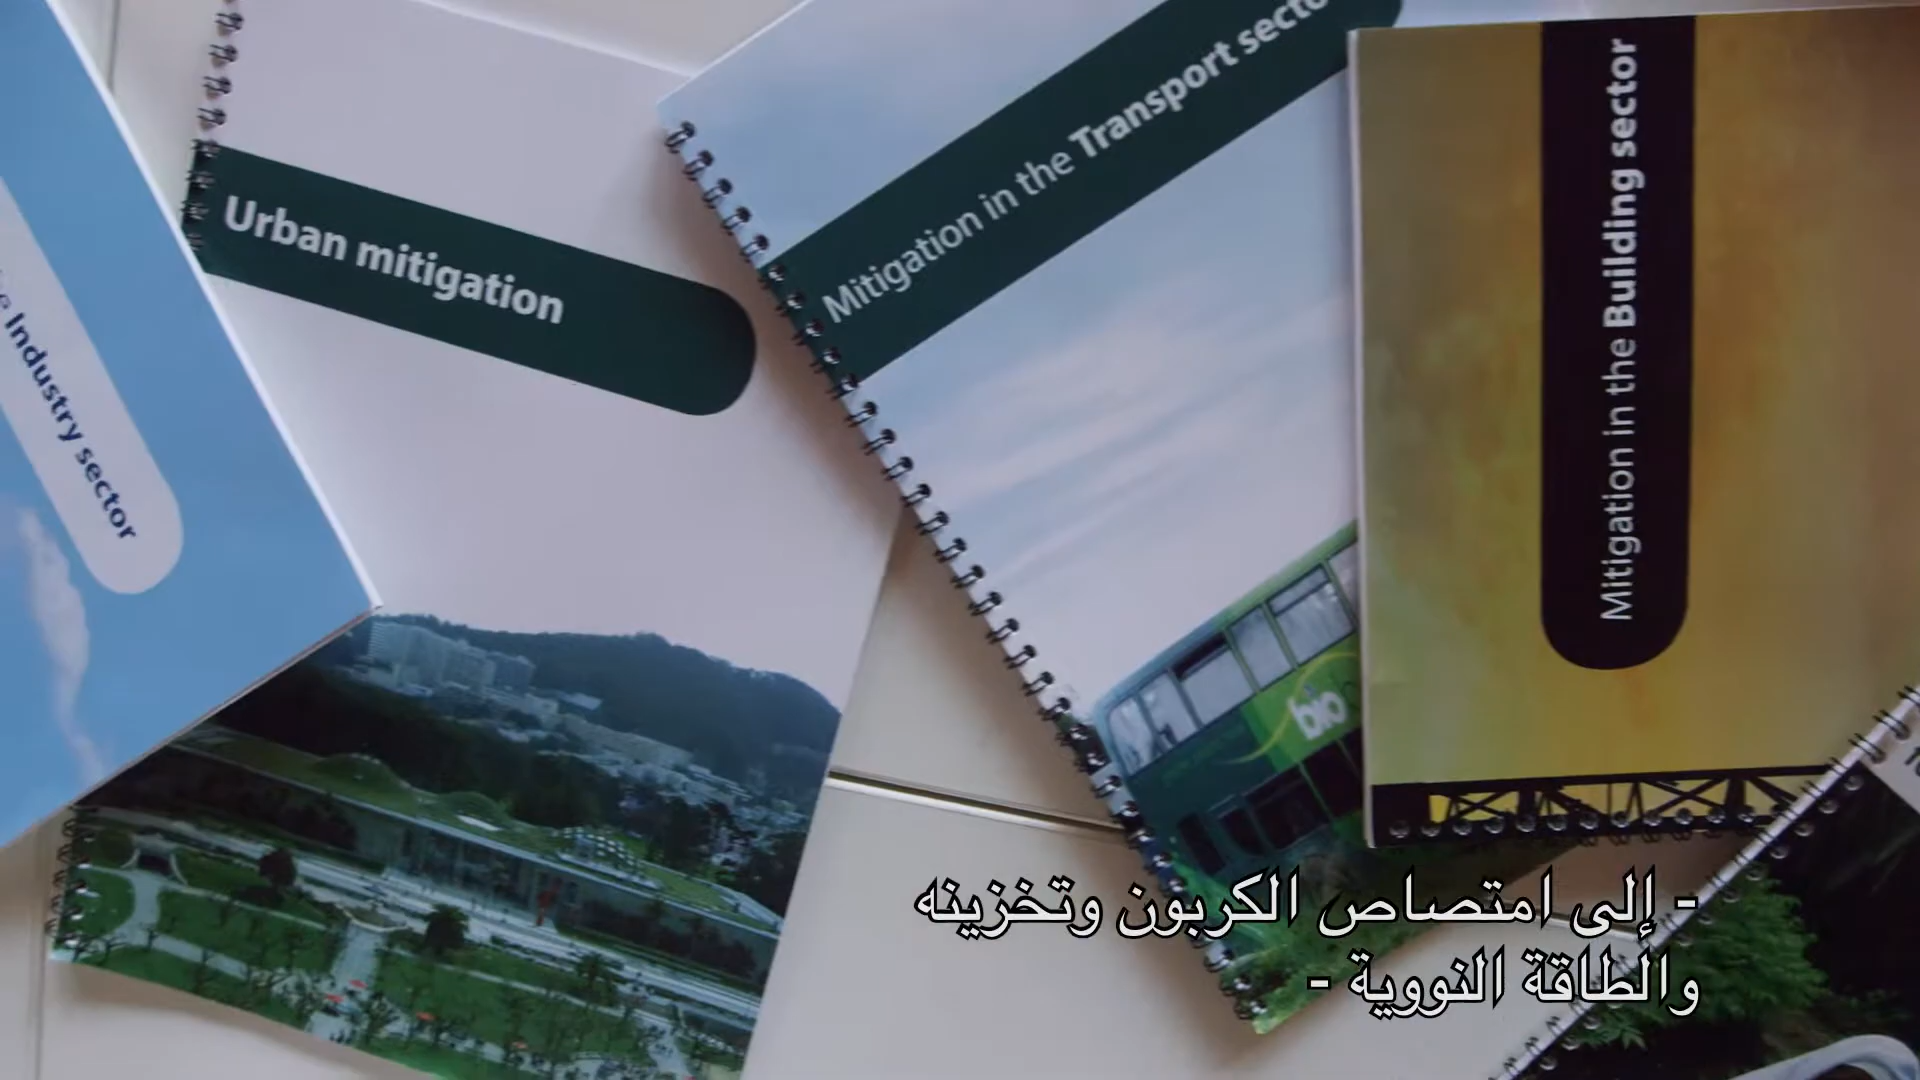 Industry sector
Urban mitigation
Mitigation in the Transport
Mitigation in the Building sector
bio
- إلى امتصاص الكربون وتخزينه
والطاقة النووية -